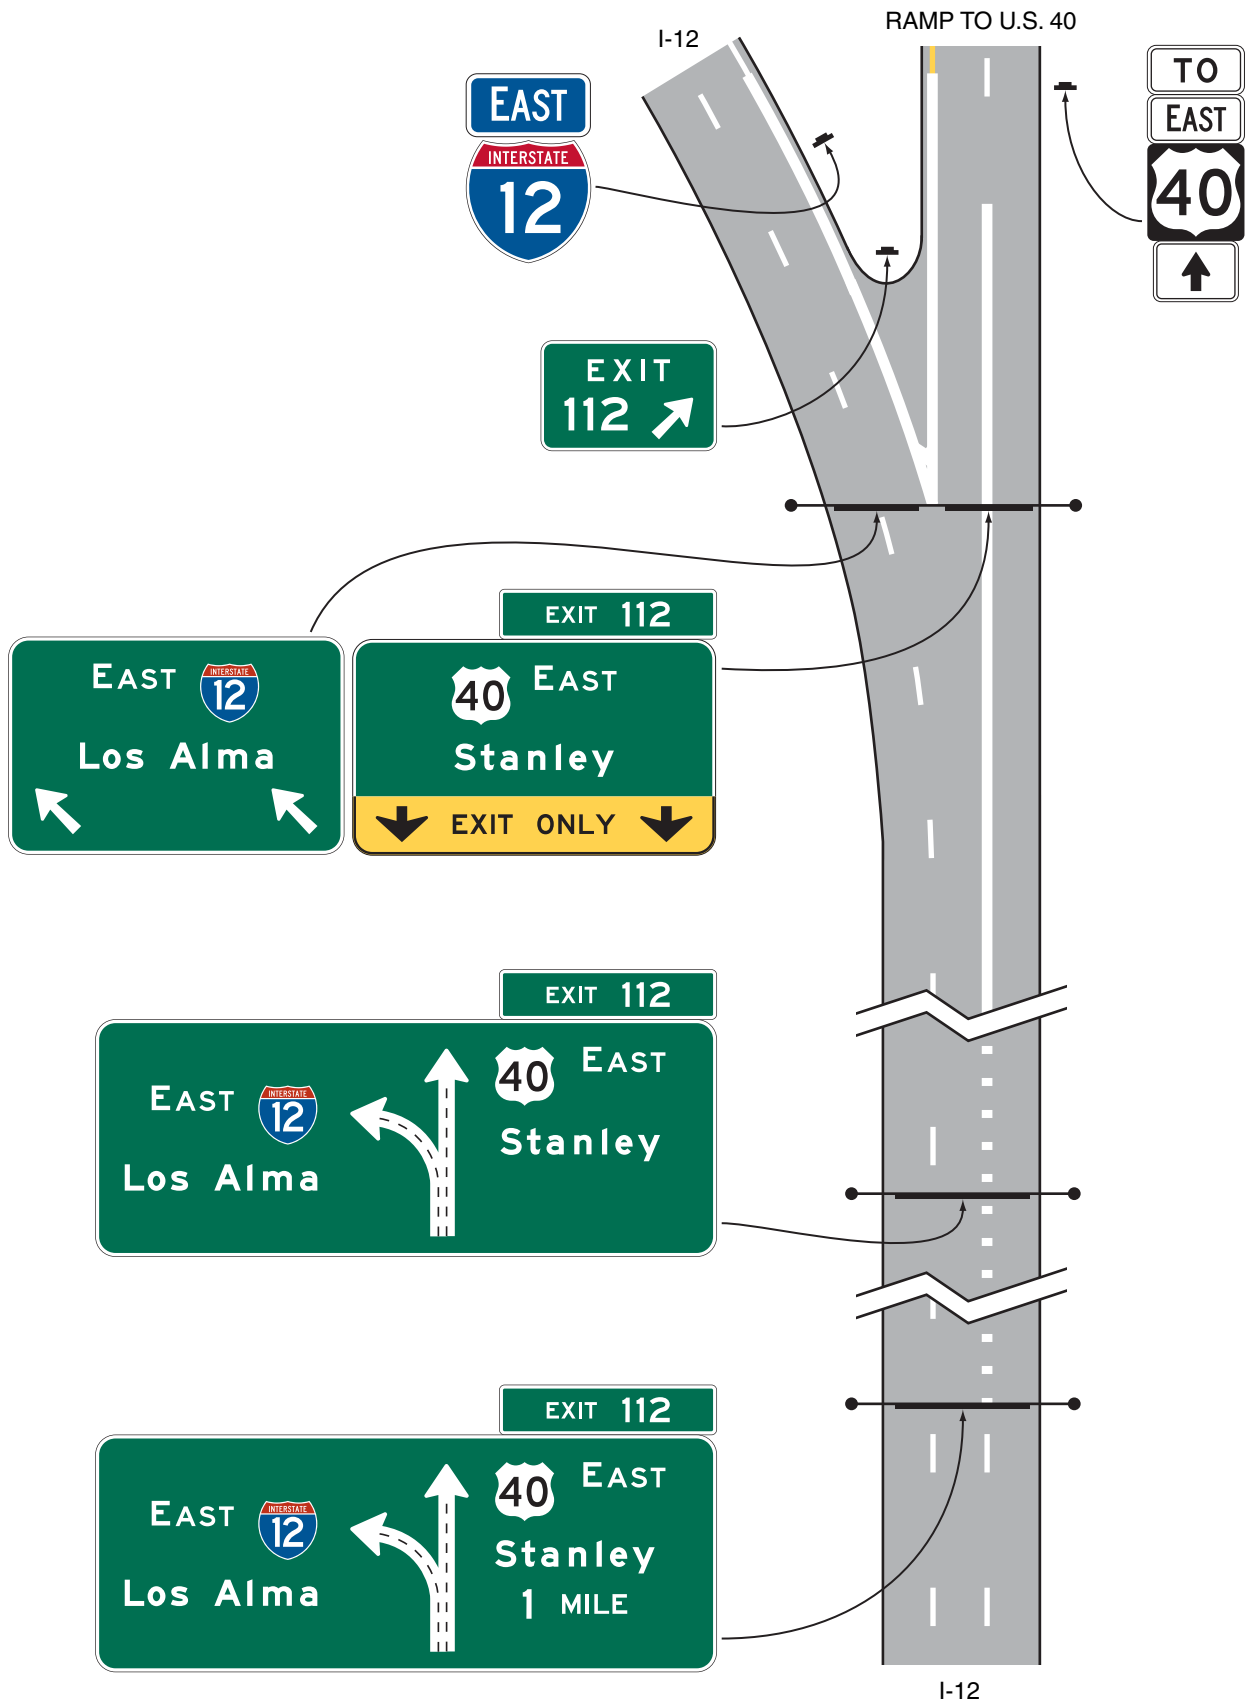 RAMP TO U.S. 40
I-12
TO
EAST
40
EAST
INTERSTATE
12
EXIT
112
EXIT 112
EAST
INTERSTATE
12
Los Alma
40 EAST
Stanley
EXIT ONLY
EXIT 112
40 EAST
Stanley
EAST
INTERSTATE
12
Los Alma
EXIT 112
40 EAST
Stanley
1 MILE
EAST
INTERSTATE
12
Los Alma
I-12